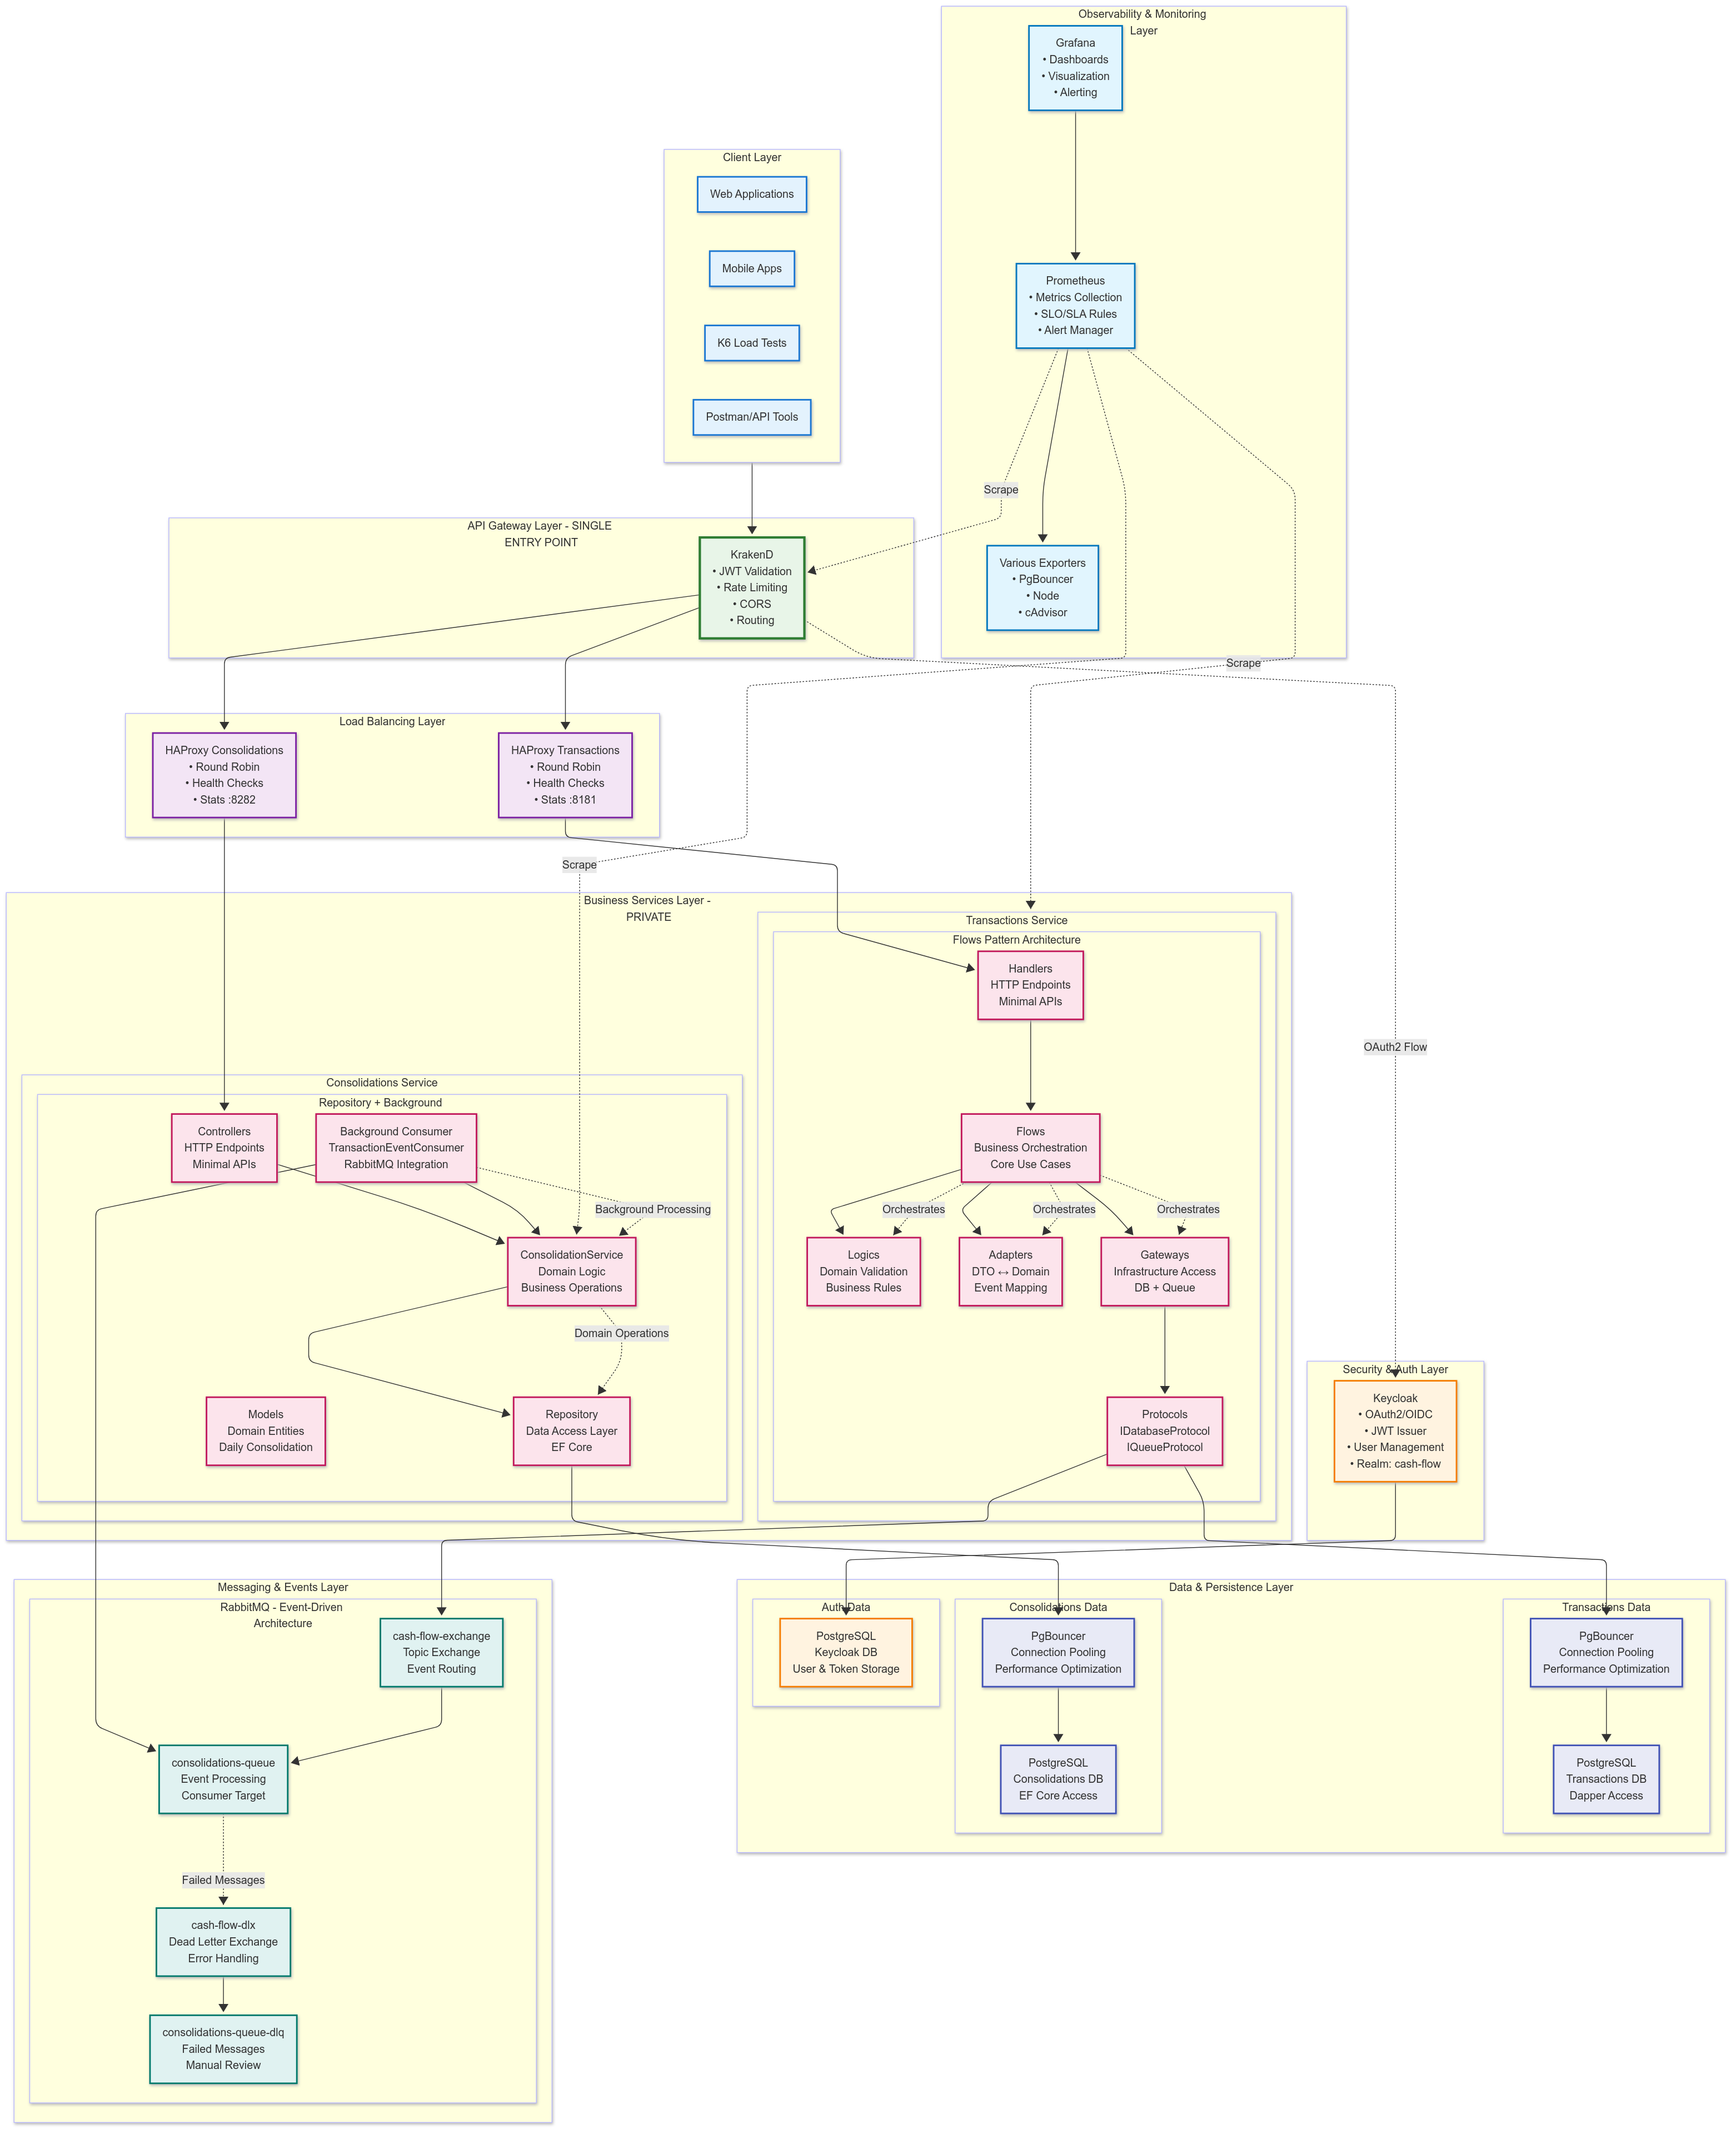 Observability & Monitoring
Layer
Grafana
• Dashboards
• Visualization
• Alerting
Client Layer
Web Applications
Mobile Apps
K6 Load Tests
Postman/API Tools
Prometheus
• Metrics Collection
• SLO/SLA Rules
• Alert Manager
Scrape
API Gateway Layer - SINGLE
ENTRY POINT
KrakenD
• JWT Validation
• Rate Limiting
• CORS
• Routing
Various Exporters
• PgBouncer
• Node
• cAdvisor
Scrape
Load Balancing Layer
HAProxy Consolidations
• Round Robin
• Health Checks
• Stats :8282
HAProxy Transactions
• Round Robin
• Health Checks
• Stats :8181
Scrape
Business Services Layer -
PRIVATE
Transactions Service
Flows Pattern Architecture
Handlers
HTTP Endpoints
Minimal APIs
OAuth2 Flow
Consolidations Service
Repository + Background
Controllers
HTTP Endpoints
Minimal APIs
Background Consumer
TransactionEventConsumer
RabbitMQ Integration
Flows
Business Orchestration
Core Use Cases
Background Processing
Orchestrates
Orchestrates
Orchestrates
ConsolidationService
Domain Logic
Business Operations
Logics
Domain Validation
Business Rules
Adapters
DTO ↔ Domain
Event Mapping
Gateways
Infrastructure Access
DB + Queue
Domain Operations
Models
Domain Entities
Daily Consolidation
Repository
Data Access Layer
EF Core
Protocols
IDatabaseProtocol
IQueueProtocol
Security & Auth Layer
Keycloak
• OAuth2/OIDC
• JWT Issuer
• User Management
• Realm: cash-flow
Messaging & Events Layer
RabbitMQ - Event-Driven
Architecture
cash-flow-exchange
Topic Exchange
Event Routing
Data & Persistence Layer
Auth Data
PostgreSQL
Keycloak DB
User & Token Storage
Consolidations Data
PgBouncer
Connection Pooling
Performance Optimization
Transactions Data
PgBouncer
Connection Pooling
Performance Optimization
consolidations-queue
Event Processing
Consumer Target
PostgreSQL
Consolidations DB
EF Core Access
PostgreSQL
Transactions DB
Dapper Access
Failed Messages
cash-flow-dlx
Dead Letter Exchange
Error Handling
consolidations-queue-dlq
Failed Messages
Manual Review